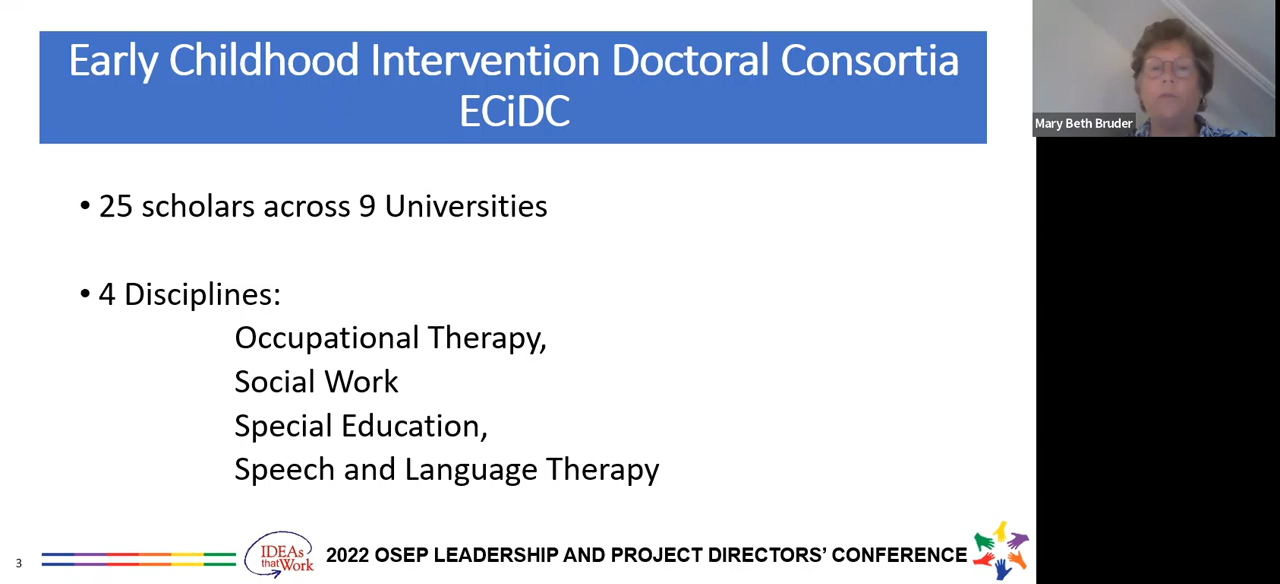 Early Childhood Intervention Doctoral Consortia
ECiDC
Mary Beth Bruder
• 25 scholars across 9 Universities
• 4 Disciplines:
Occupational Therapy,
Social Work
Special Education,
Speech and Language Therapy
3
IDEAs
that Work
2022 OSEP LEADERSHIP AND PROJECT DIRECTORS’ CONFERENCE